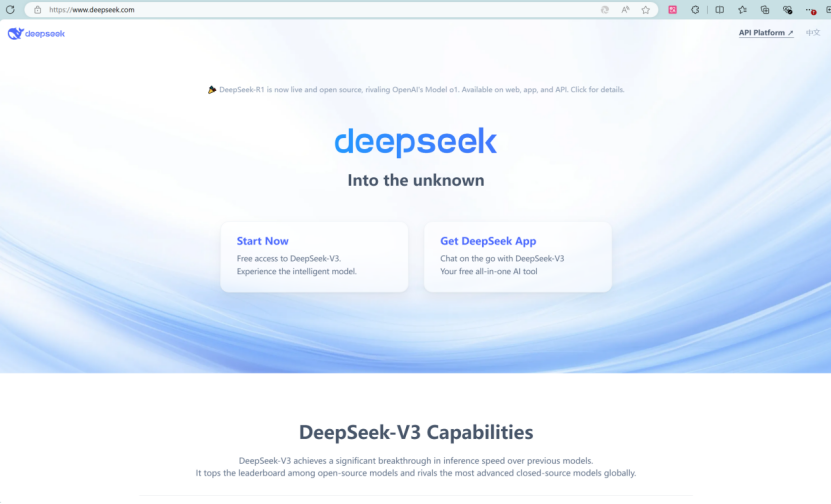 https://www.deepseek.com
deepseek
API Platform ↗ 中文
DeepSeek-R1 is now live and open source, rivaling OpenAI's Model o1. Available on web, app, and API. Click for details.
deepseek
Into the unknown
Start Now
Free access to DeepSeek-V3.
Experience the intelligent model.
Get DeepSeek App
Chat on the go with DeepSeek-V3
Your free all-in-one AI tool
DeepSeek-V3 Capabilities
DeepSeek-V3 achieves a significant breakthrough in inference speed over previous models.
It tops the leaderboard among open-source models and rivals the most advanced closed-source models globally.